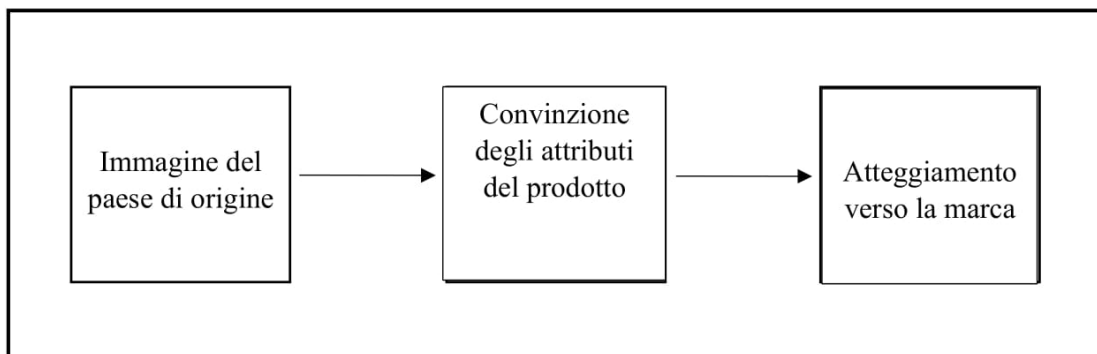 Immagine del
paese di origine
Convinzione
degli attributi
del prodotto
Atteggiamento
verso la marca